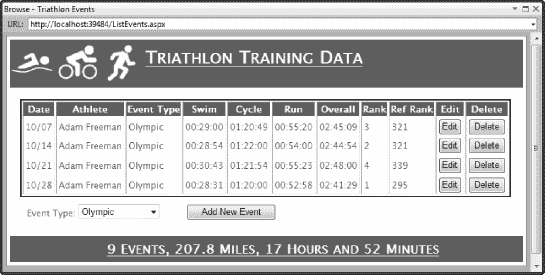 Browse - Triathlon Events
URL: http://localhost:39484/ListEvents.aspx
Triathlon Training Data
Date Athlete Event Type Swim Cycle Run Overall Rank Ref Rank Edit Delete
10/07 Adam Freeman Olympic 00:29:00 01:20:49 00:55:20 02:45:09 3 321 Edit Delete
10/14 Adam Freeman Olympic 00:28:54 01:22:00 00:54:00 02:44:54 2 321 Edit Delete
10/21 Adam Freeman Olympic 00:30:43 01:21:54 00:55:23 02:48:00 4 339 Edit Delete
10/28 Adam Freeman Olympic 00:28:31 01:20:00 00:52:58 02:41:29 1 295 Edit Delete
Event Type: Olympic Add New Event
9 Events, 207.8 Miles, 17 Hours and 52 Minutes